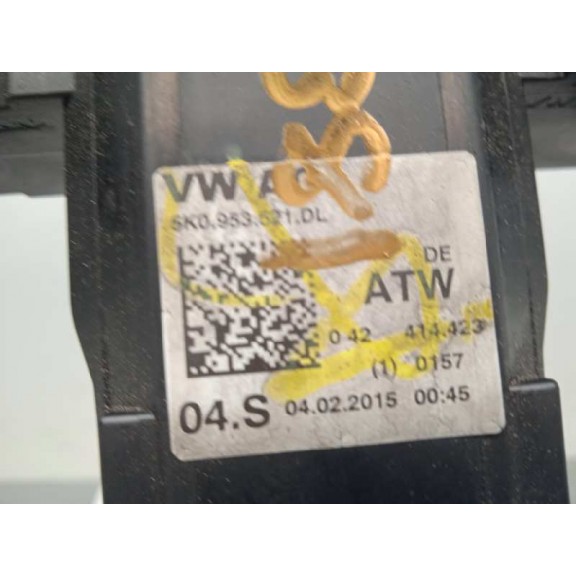 VW AG
5K0.953.521.DL
DE
ATW
0 42 414.423
(1) 0157
04.S 04.02.2015 00:45